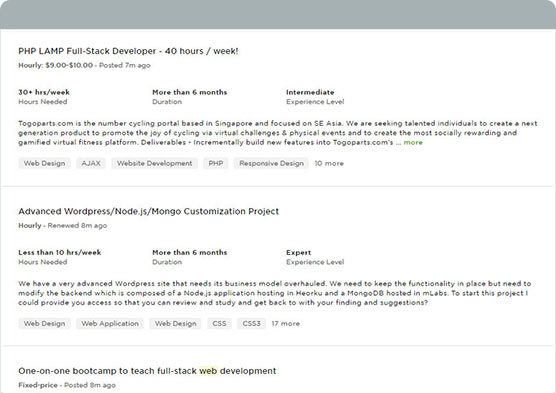 PHP LAMP Full-Stack Developer - 40 hours / week!
Hourly: $9.00-$10.00 - Posted 7m ago
30+ hrs/week More than 6 months Intermediate
Hours Needed Duration Experience Level
Togoparts.com is the number cycling portal based in Singapore and focused on SE Asia. We are seeking talented individuals to create a next
generation product to promote the joy of cycling via virtual challenges & physical events and to create the most socially rewarding and
gamified virtual fitness platform. Deliverables - Incrementally build new features into Togoparts.com's ... more
Web Design AJAX Website Development PHP Responsive Design 10 more
Advanced Wordpress/Node.js/Mongo Customization Project
Hourly - Renewed 8m ago
Less than 10 hrs/week More than 6 months Expert
Hours Needed Duration Experience Level
We have a very advanced Wordpress site that needs its business model overhauled. We need to keep the functionality in place but need to
modify the backend which is composed of a Node.js application hosting in Heorku and a MongoDB hosted in mLabs. To start this project I
could provide you access so that you can review and study and get back to with your finding and suggestions?
Web Design Web Application Web Design CSS CSS3 17 more
One-on-one bootcamp to teach full-stack web development
Fixed-price - Posted 8m ago